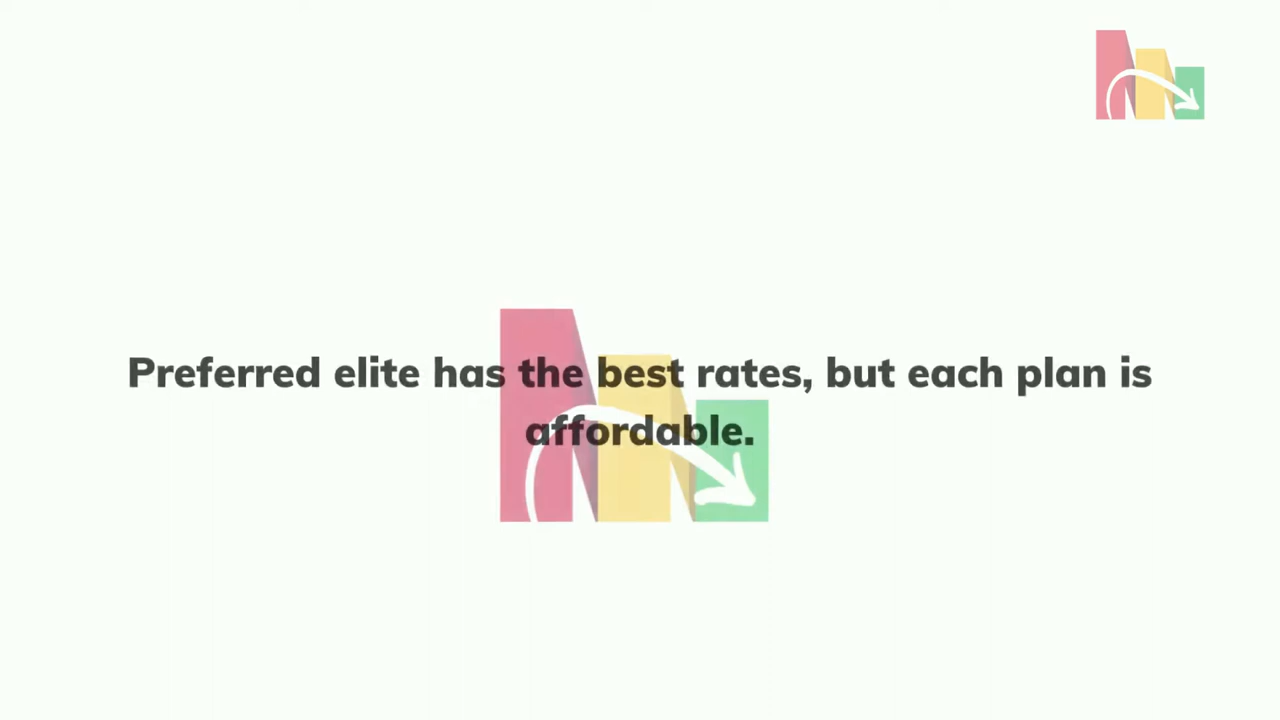 Preferred elite has the best rates, but each plan is
affordable.